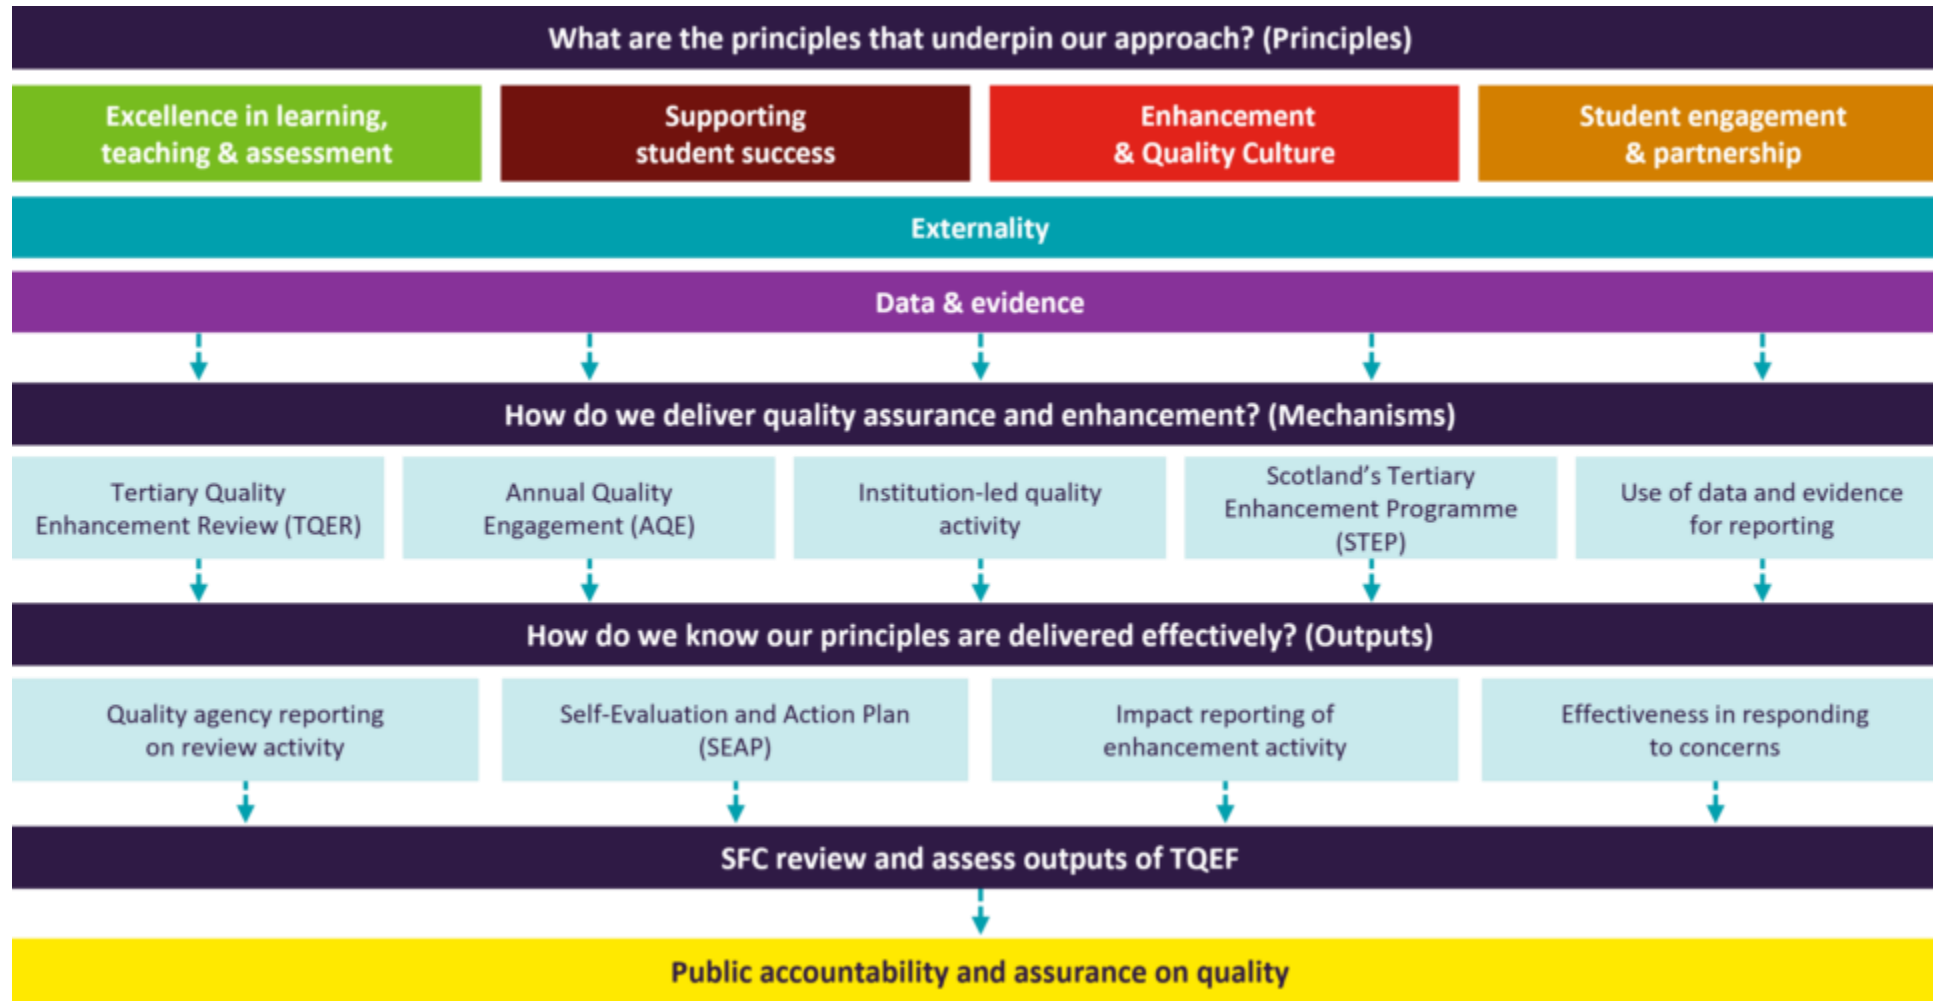 What are the principles that underpin our approach? (Principles)
Excellence in learning,
teaching & assessment
Supporting
student success
Enhancement
& Quality Culture
Student engagement
& partnership
Externality
Data & evidence
How do we deliver quality assurance and enhancement? (Mechanisms)
Tertiary Quality
Enhancement Review (TQER)
Annual Quality
Engagement (AQE)
Institution-led quality
activity
Scotland’s Tertiary
Enhancement Programme
(STEP)
Use of data and evidence
for reporting
How do we know our principles are delivered effectively? (Outputs)
Quality agency reporting
on review activity
Self-Evaluation and Action Plan
(SEAP)
Impact reporting of
enhancement activity
Effectiveness in responding
to concerns
SFC review and assess outputs of TQEF
Public accountability and assurance on quality